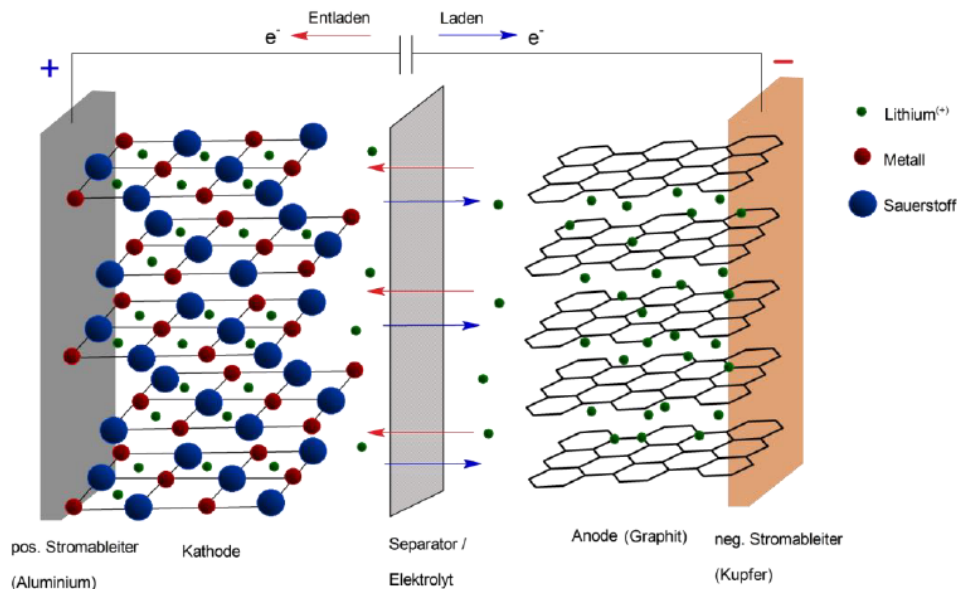 Entladen
Laden
e-
e-
+
−
Lithium(+)
Metall
Sauerstoff
pos. Stromableiter
(Aluminium)
Kathode
Separator /
Elektrolyt
Anode (Graphit)
neg. Stromableiter
(Kupfer)